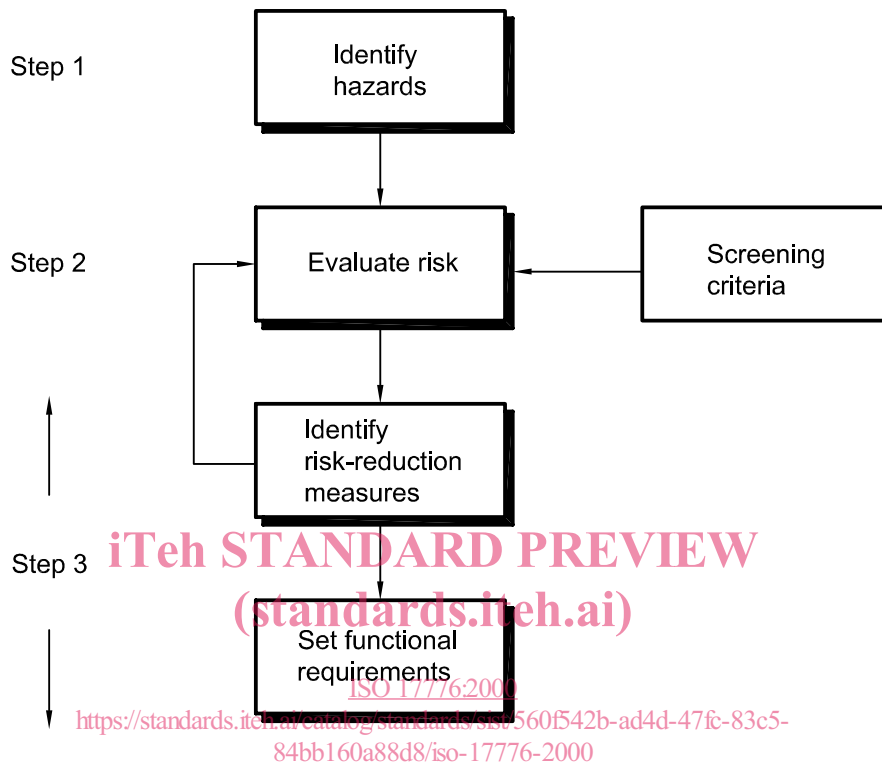 Step 1
Identify
hazards
Step 2
Evaluate risk
Screening
criteria
Identify
risk-reduction
measures
Step 3
iTeh STANDARD PREVIEW
(standards.iteh.ai)
Set functional
requirements
ISO 17776:2000
https://standards.iteh.ai/catalog/standards/sist/560f542b-ad4d-47fc-83c5-
84bb160a88d8/iso-17776-2000